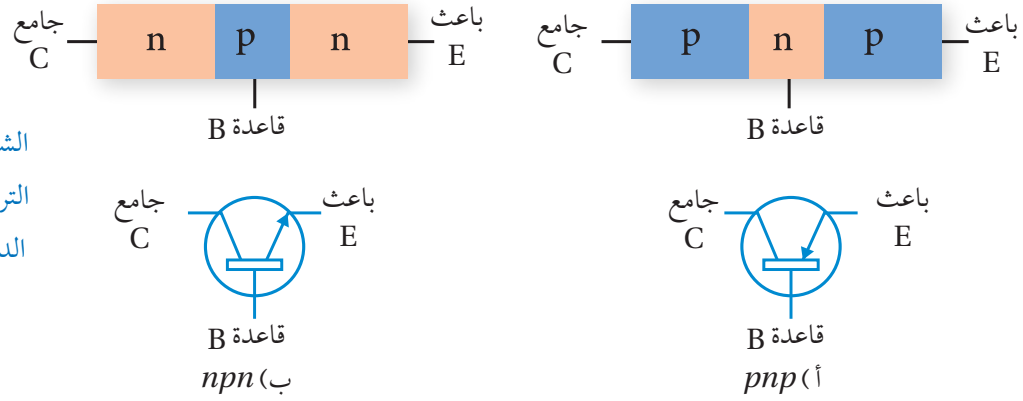 باعث
E
p
n
p
جامع
C
قاعدة B
باعث
E
n
p
n
جامع
C
قاعدة B
باعث
E
جامع
C
قاعدة B
أ) pnp
باعث
E
جامع
C
قاعدة B
ب) npn